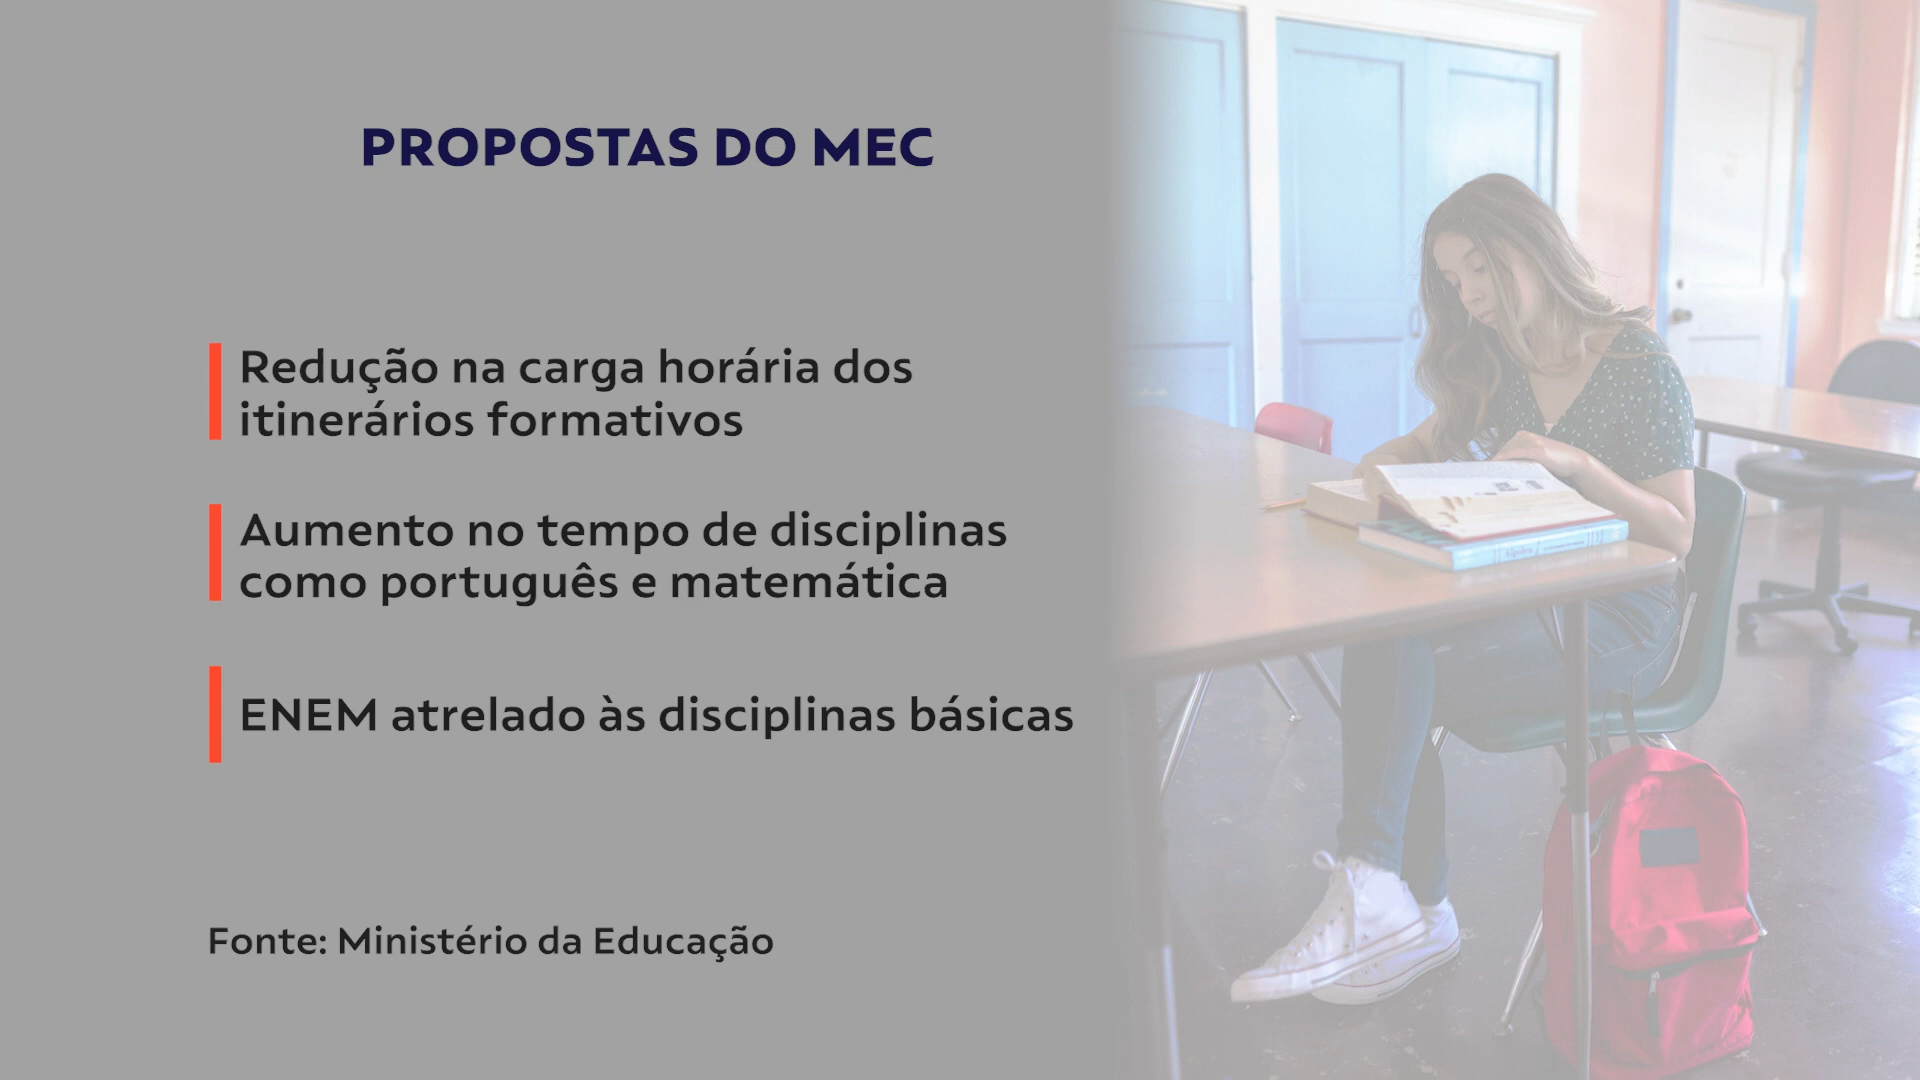 PROPOSTAS DO MEC
Redução na carga horária dos
itinerários formativos
Aumento no tempo de disciplinas
como português e matemática
ENEM atrelado às disciplinas básicas
Fonte: Ministério da Educação
Algebra